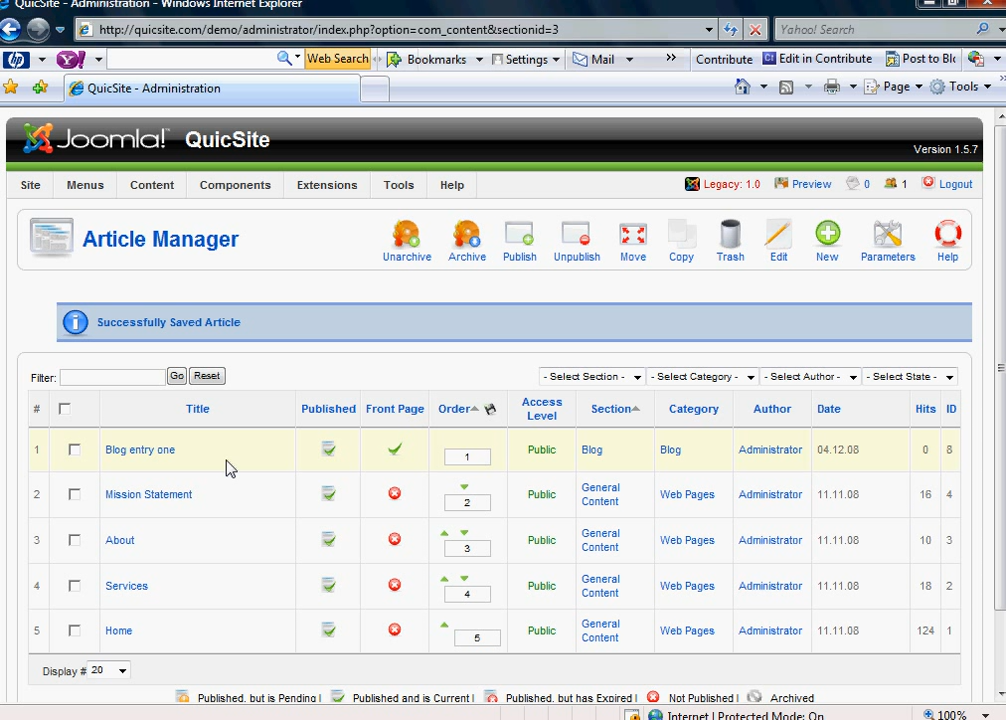 QuicSite - Administration - Windows Internet Explorer
http://quicsite.com/demo/administrator/index.php?option=com_content&sectionid=3
Yahoo! Search
Web Search Bookmarks Settings Mail » Contribute Edit in Contribute Post to Blo
QuicSite - Administration
Page Tools
Joomla! QuicSite
Version 1.5.7
Site Menus Content Components Extensions Tools Help Legacy: 1.0 Preview 0 1 Logout
Article Manager
Unarchive Archive Publish Unpublish Move Copy Trash Edit New Parameters Help
Successfully Saved Article
Filter: Go Reset - Select Section - - Select Category - - Select Author - - Select State -
# Title Published Front Page Order Access Level Section Category Author Date Hits ID
1 Blog entry one 1 Public Blog Blog Administrator 04.12.08 0 8
2 Mission Statement 2 Public General Content Web Pages Administrator 11.11.08 16 4
3 About 3 Public General Content Web Pages Administrator 11.11.08 10 3
4 Services 4 Public General Content Web Pages Administrator 11.11.08 18 2
5 Home 5 Public General Content Web Pages Administrator 11.11.08 124 1
Display # 20
Published, but is Pending | Published and is Current | Published, but has Expired | Not Published | Archived
Internet | Protected Mode: On 100%